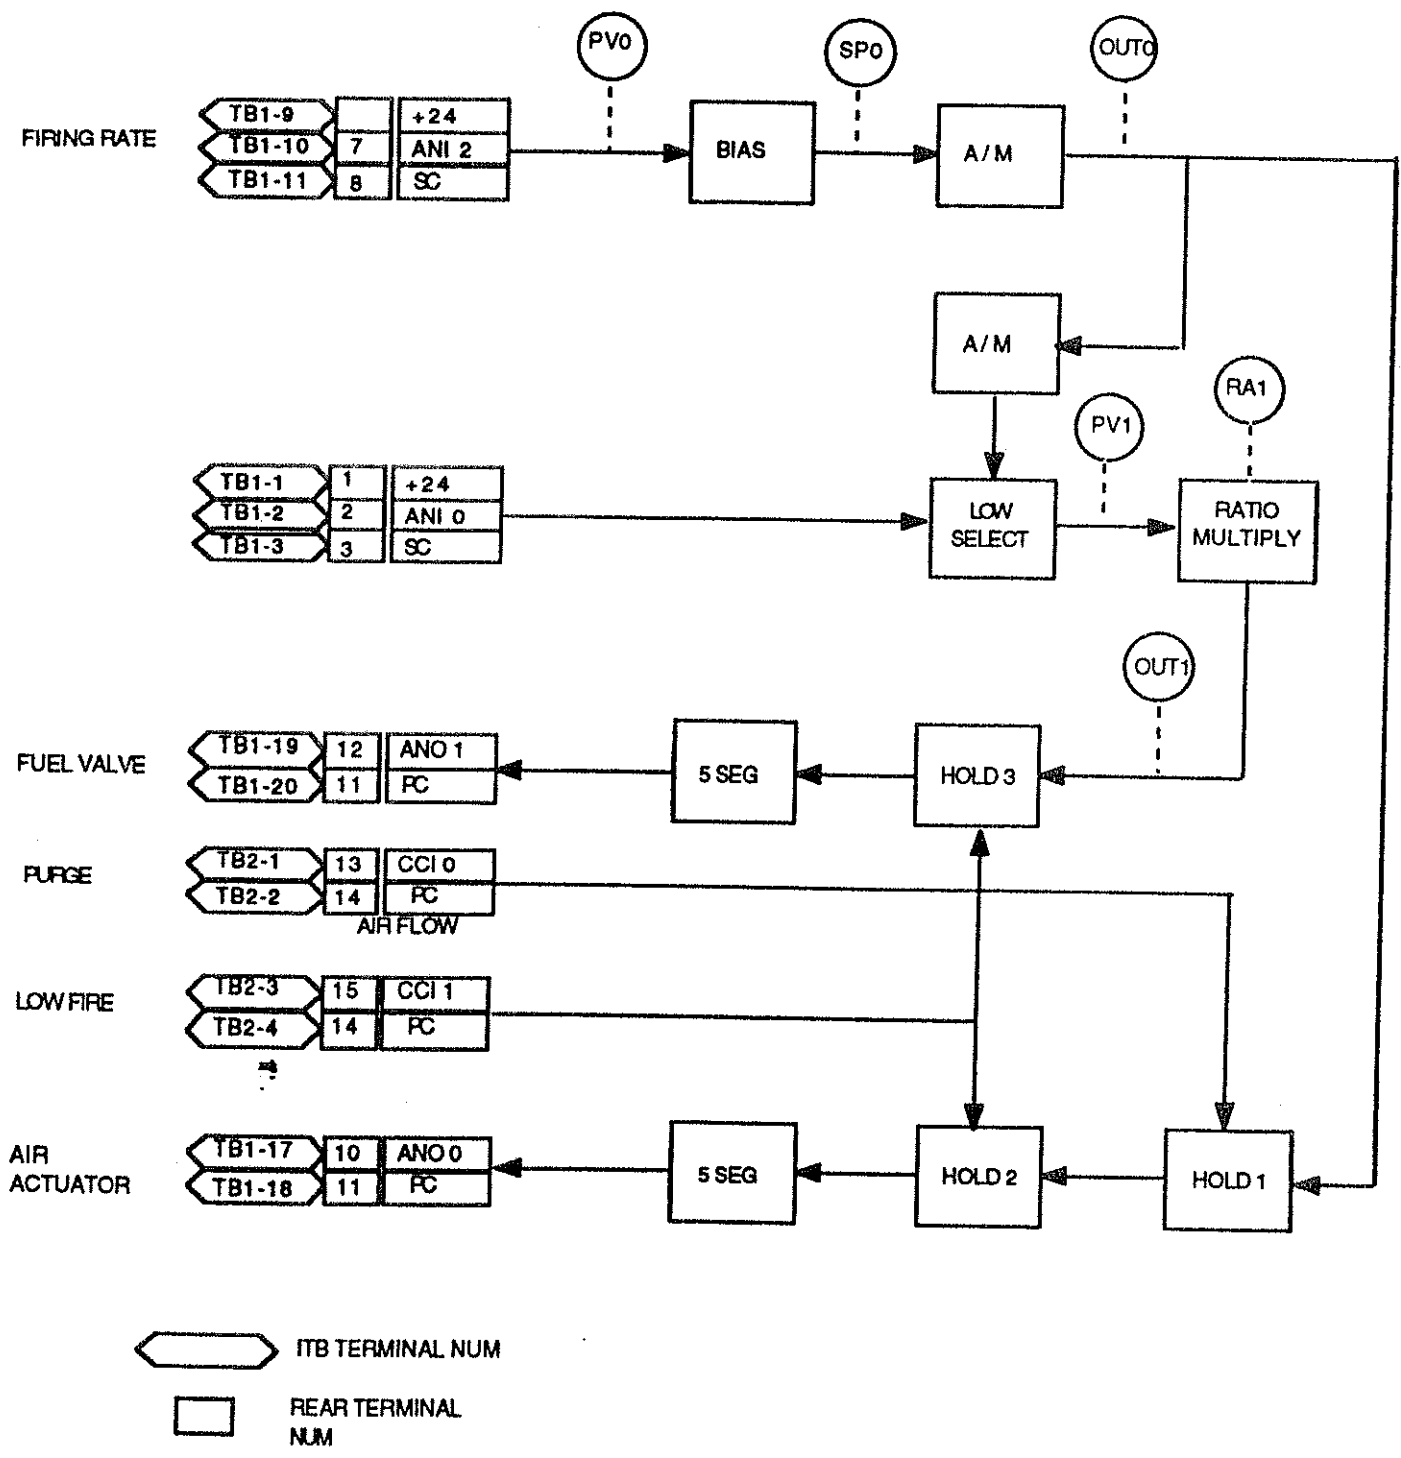 PV0
SP0
OUT0
FIRING RATE
TB1-9
+24
TB1-10
7
ANI 2
TB1-11
8
SC
BIAS
A / M
A / M
PV1
RA1
TB1-1
1
+24
TB1-2
2
ANI 0
TB1-3
3
SC
LOW
SELECT
RATIO
MULTIPLY
OUT1
FUEL VALVE
TB1-19
12
ANO 1
TB1-20
11
PC
5 SEG
HOLD 3
PURGE
TB2-1
13
CCI 0
TB2-2
14
PC
AIR FLOW
LOW FIRE
TB2-3
15
CCI 1
TB2-4
14
PC
AIR
ACTUATOR
TB1-17
10
ANO 0
TB1-18
11
PC
5 SEG
HOLD 2
HOLD 1
ITB TERMINAL NUM
REAR TERMINAL
NUM